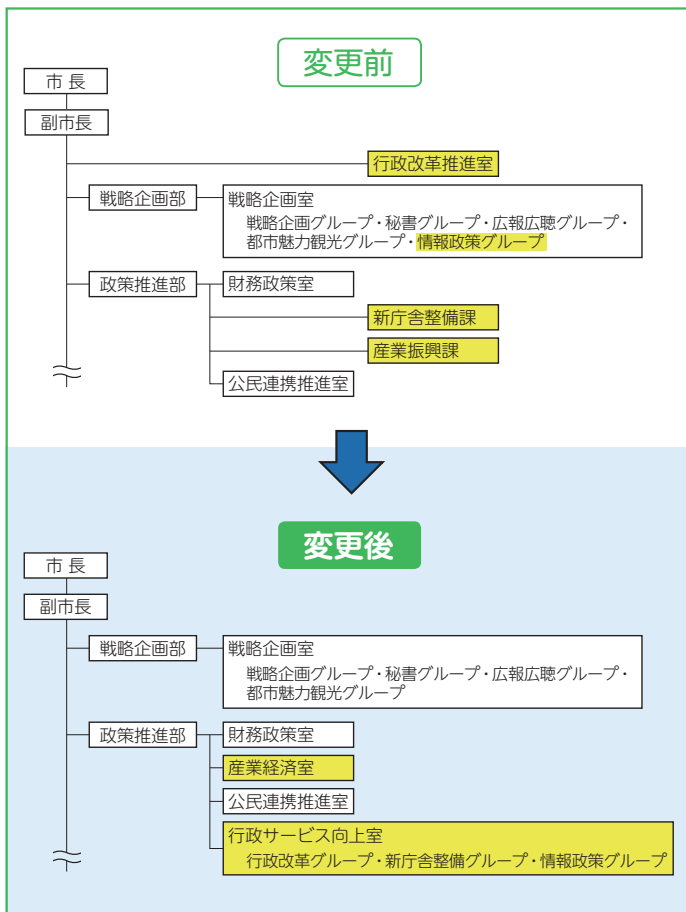 変更前
市長
副市長
行政改革推進室
戦略企画部
戦略企画室
戦略企画グループ・秘書グループ・広報広聴グループ・
都市魅力観光グループ・情報政策グループ
政策推進部
財務政策室
新庁舎整備課
産業振興課
公民連携推進室
変更後
市長
副市長
戦略企画部
戦略企画室
戦略企画グループ・秘書グループ・広報広聴グループ・
都市魅力観光グループ
政策推進部
財務政策室
産業経済室
公民連携推進室
行政サービス向上室
行政改革グループ・新庁舎整備グループ・情報政策グループ